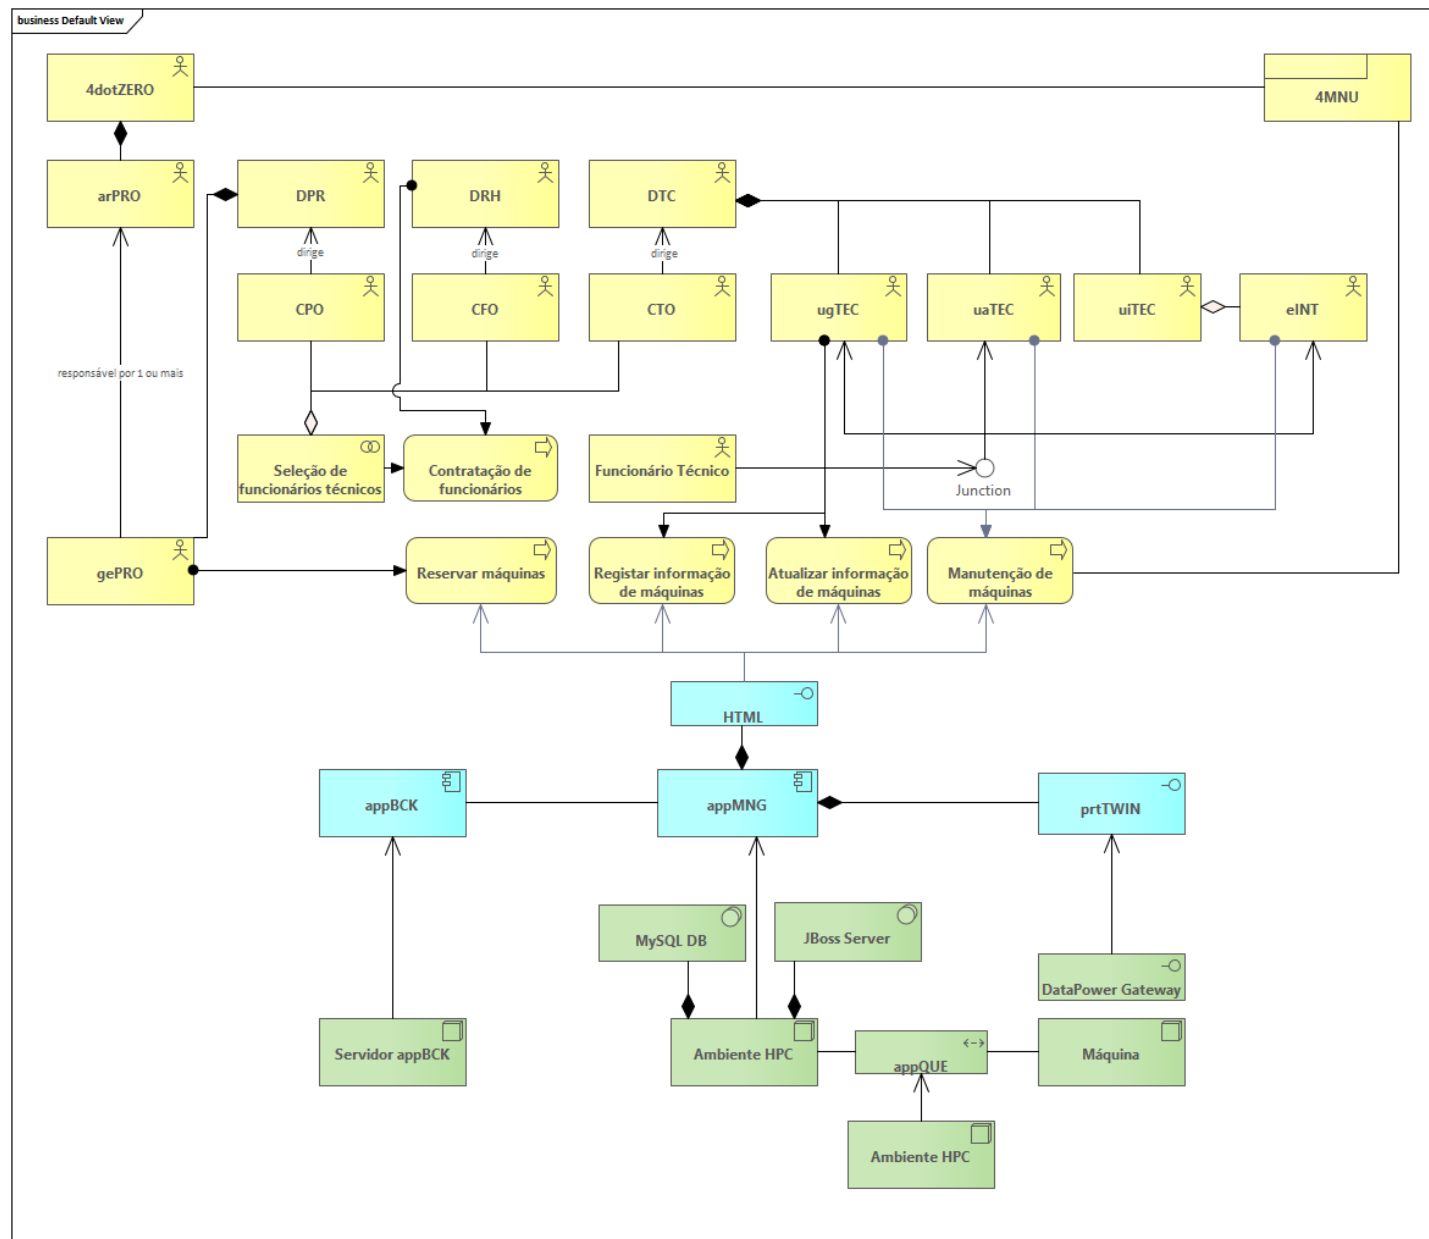 business Default View
4dotZERO
4MNU
arPRO
DPR
DRH
DTC
dirige
dirige
dirige
CPO
CFO
CTO
ugTEC
uaTEC
uiTEC
eINT
responsável por 1 ou mais
Seleção de
funcionários técnicos
Contratação de
funcionários
Funcionário Técnico
Junction
gePRO
Reservar máquinas
Registar informação
de máquinas
Atualizar informação
de máquinas
Manutenção de
máquinas
HTML
appBCK
appMNG
prtTWIN
MySQL DB
JBoss Server
DataPower Gateway
Servidor appBCK
Ambiente HPC
appQUE
Máquina
Ambiente HPC